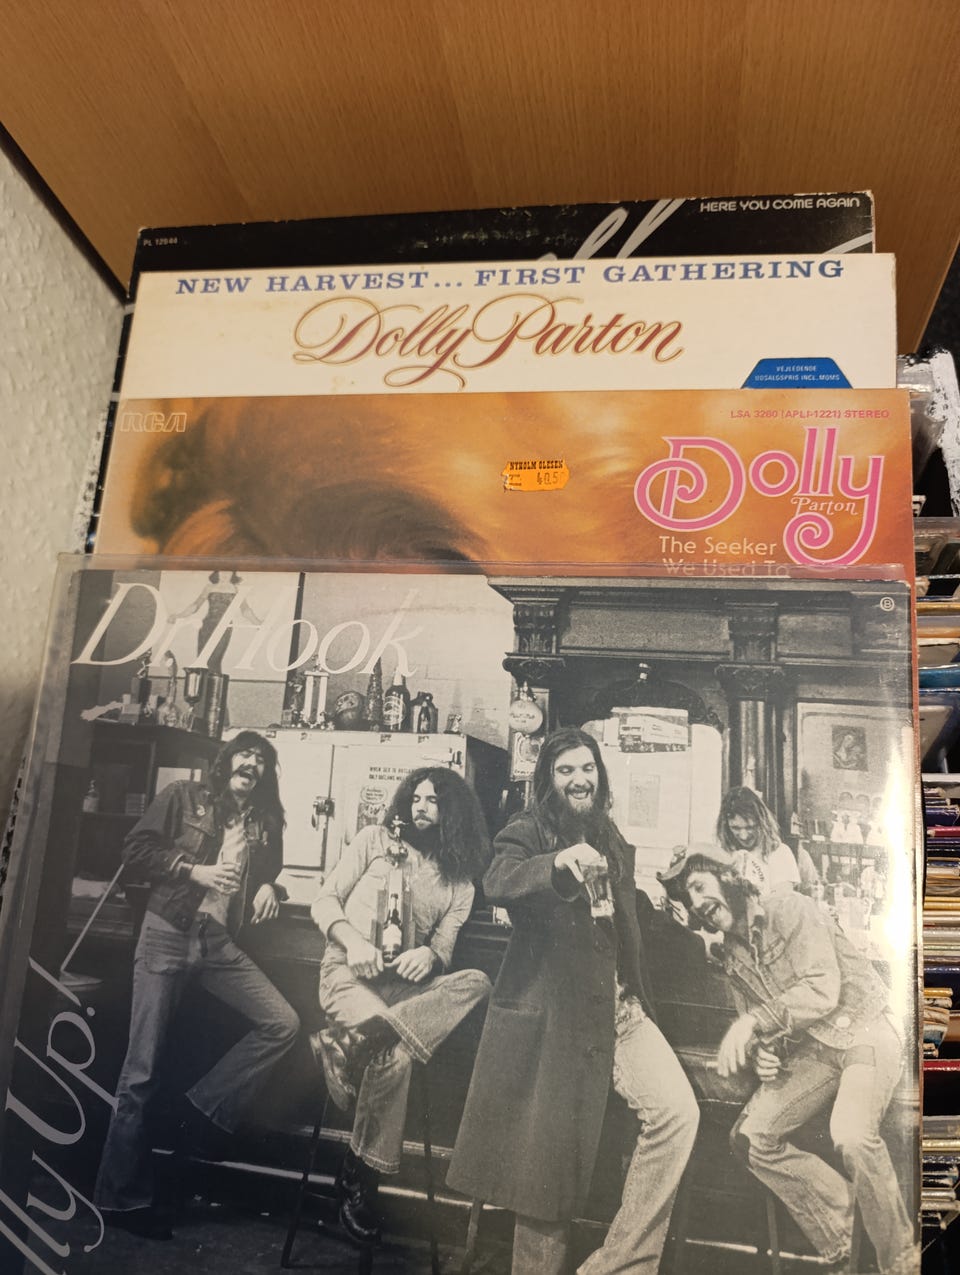 HERE YOU COME AGAIN
PL 12544
NEW HARVEST... FIRST GATHERING
Dolly Parton
VEJLEDENDE
UDSALGSPRIS INCL. MOMS
RCA
LSA 3260 (APL1-1221) STEREO
NYHOLM OLESEN
Dolly
Parton
The Seeker
We Used To
Dr. Hook
B
lly Up!